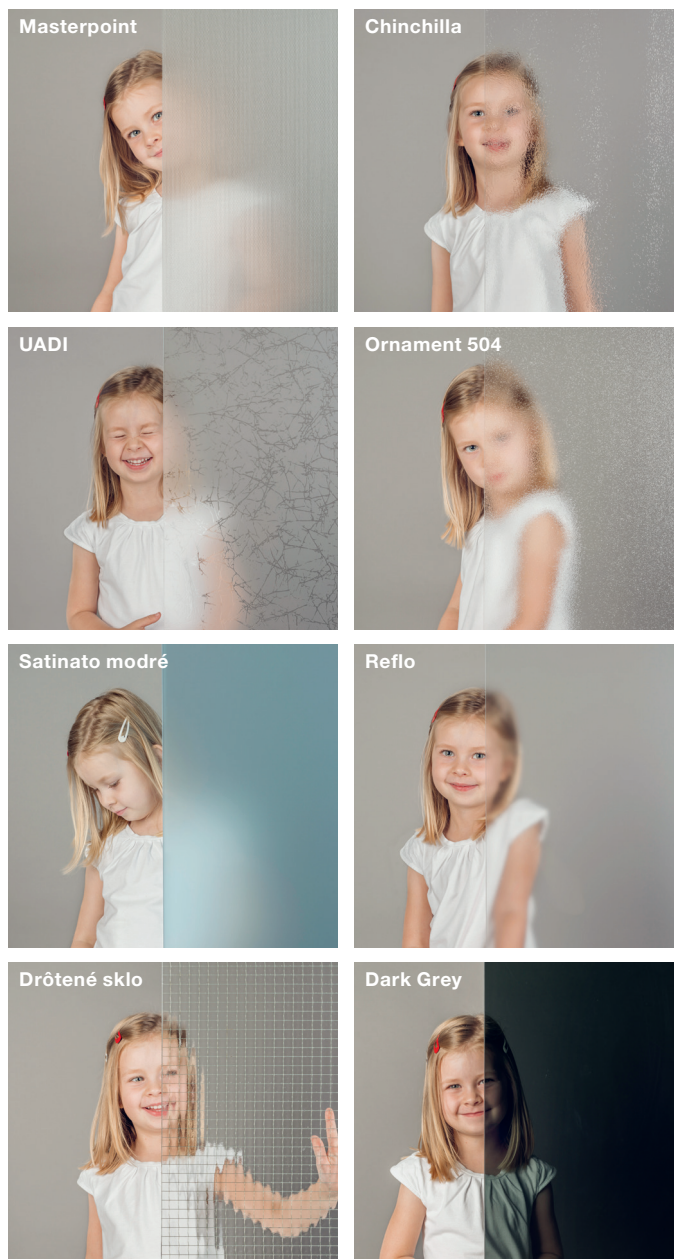 Masterpoint
Chinchilla
UADI
Ornament 504
Satinato modré
Reflo
Drôtené sklo
Dark Grey